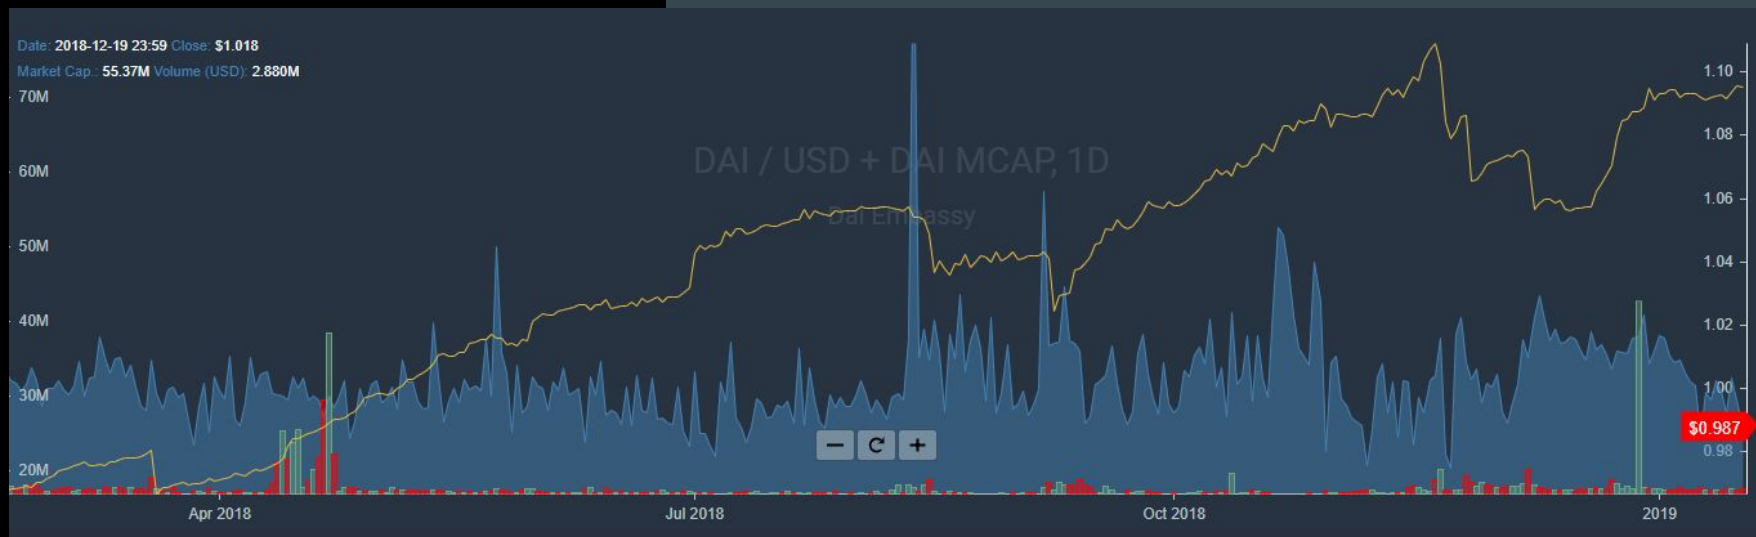 Date: 2018-12-19 23:59 Close: $1.018
Market Cap.: 55.37M Volume (USD): 2.880M
70M
60M
50M
40M
30M
20M
DAI / USD + DAI MCAP, 1D
Dai Embassy
1.10
1.08
1.06
1.04
1.02
1.00
$0.987
0.98
Apr 2018
Jul 2018
Oct 2018
2019